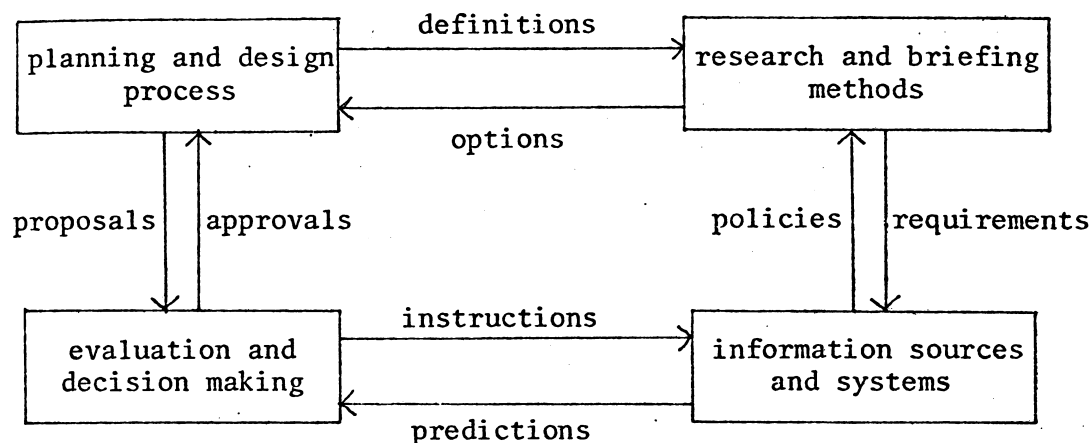 definitions
planning and design
process
research and briefing
methods
options
proposals
approvals
policies
requirements
instructions
evaluation and
decision making
information sources
and systems
predictions